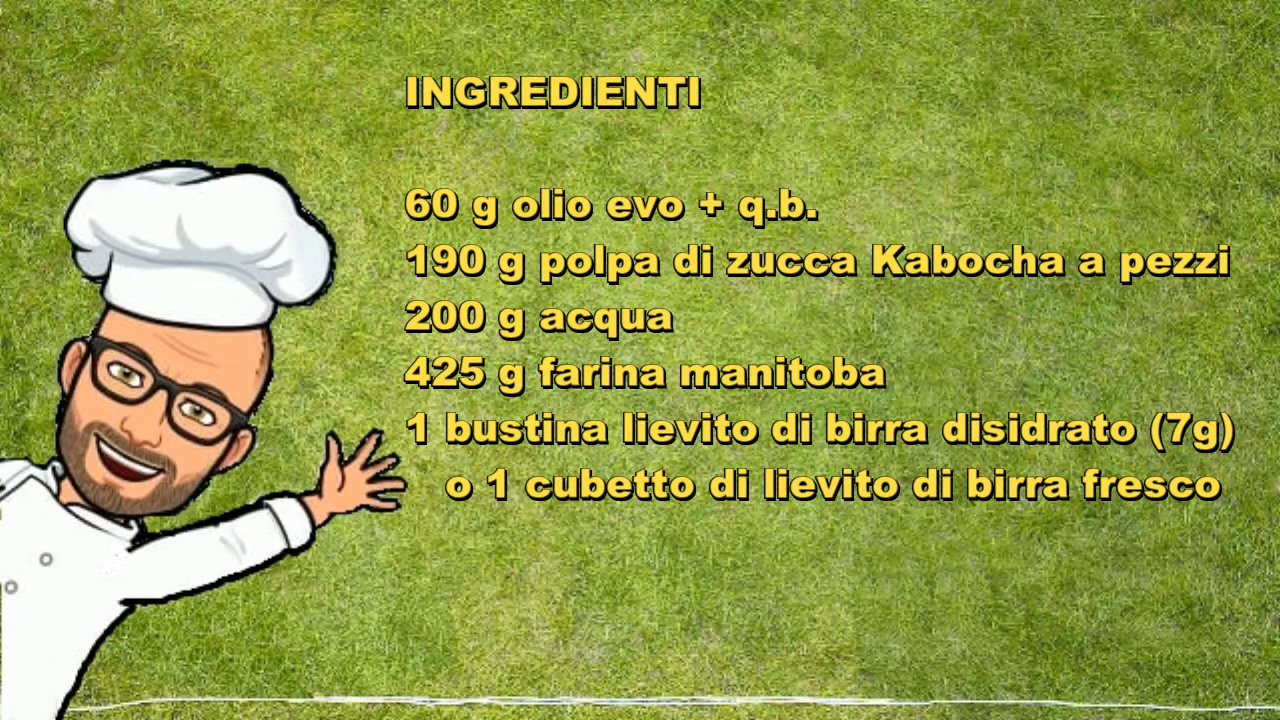 INGREDIENTI
60 g olio evo + q.b.
190 g polpa di zucca Kabocha a pezzi
200 g acqua
425 g farina manitoba
1 bustina lievito di birra disidrato (7g)
o 1 cubetto di lievito di birra fresco